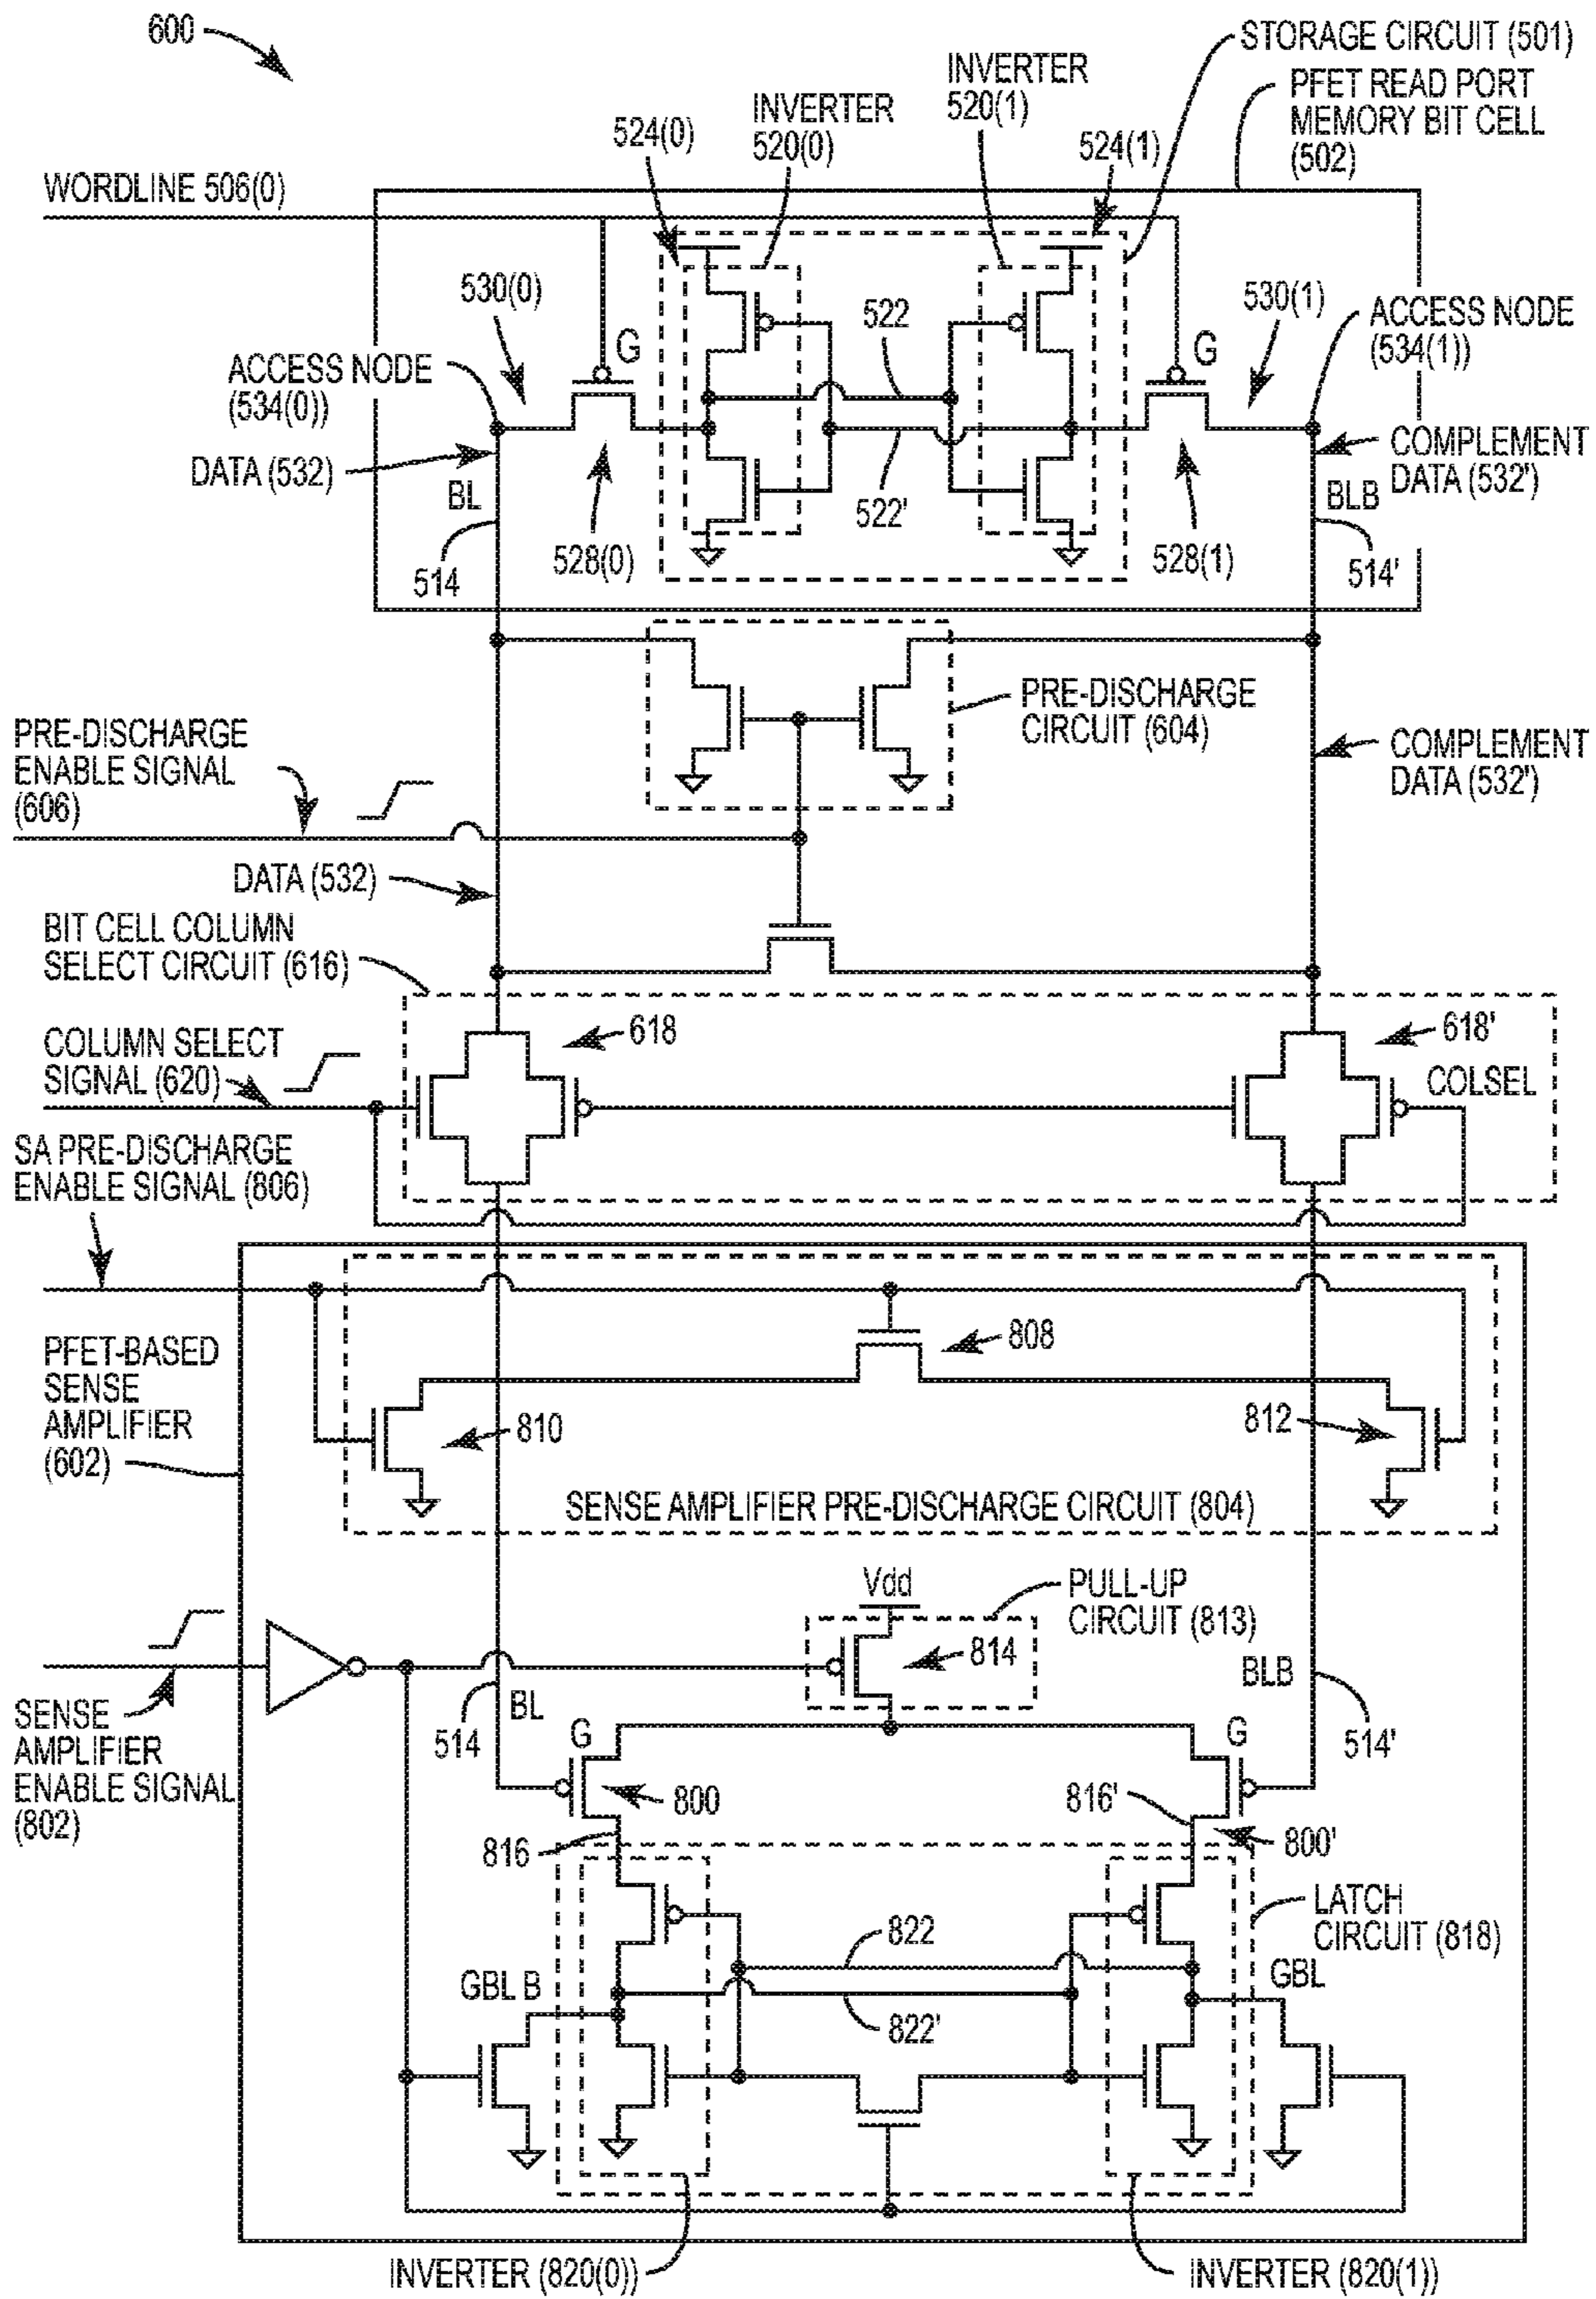 600
STORAGE CIRCUIT (501)
PFET READ PORT
MEMORY BIT CELL
(502)
INVERTER
520(1)
INVERTER
520(0)
524(0)
524(1)
WORDLINE 506(0)
530(0)
G
522
530(1)
G
ACCESS NODE
(534(1))
ACCESS NODE
(534(0))
DATA (532)
BL
514
528(0)
522'
528(1)
BLB
514'
COMPLEMENT
DATA (532')
PRE-DISCHARGE
CIRCUIT (604)
PRE-DISCHARGE
ENABLE SIGNAL
(606)
COMPLEMENT
DATA (532')
DATA (532)
BIT CELL COLUMN
SELECT CIRCUIT (616)
COLUMN SELECT
SIGNAL (620)
618
618'
COLSEL
SA PRE-DISCHARGE
ENABLE SIGNAL (806)
808
PFET-BASED
SENSE
AMPLIFIER
(602)
810
812
SENSE AMPLIFIER PRE-DISCHARGE CIRCUIT (804)
Vdd
PULL-UP
CIRCUIT (813)
814
SENSE
AMPLIFIER
ENABLE SIGNAL
(802)
BL
514
G
BLB
G
514'
800
816'
816
800'
LATCH
CIRCUIT (818)
822
GBL B
GBL
822'
INVERTER (820(0))
INVERTER (820(1))